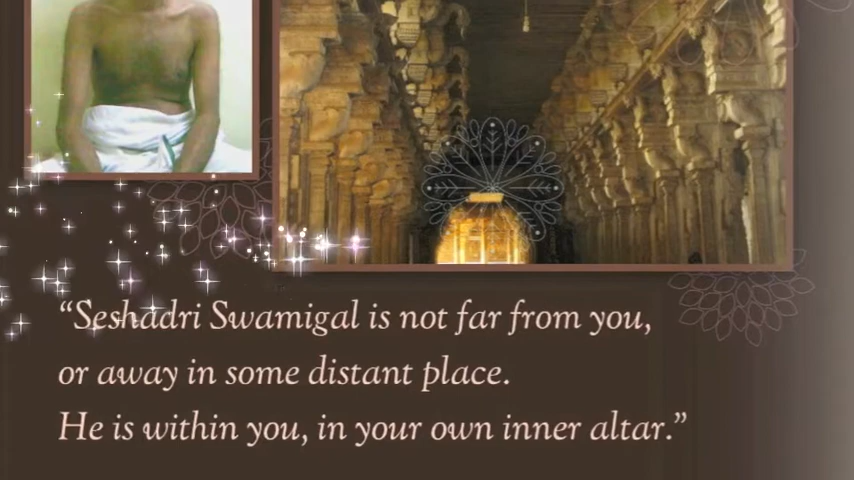 “Seshadri Swamigal is not far from you,
or away in some distant place.
He is within you, in your own inner altar.”